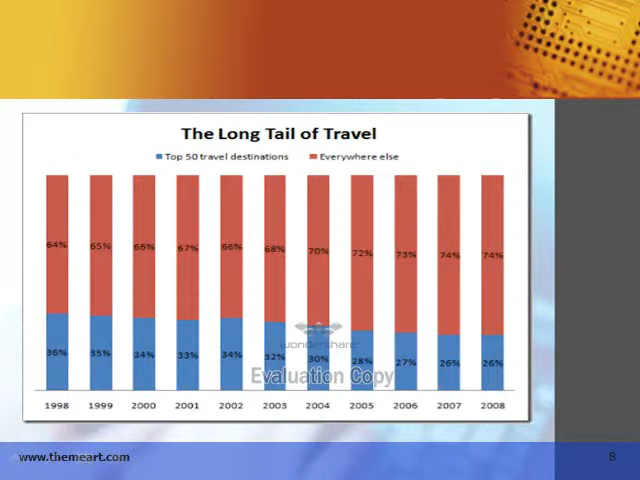 The Long Tail of Travel
Top 50 travel destinations Everywhere else
64% 65% 66% 67% 66% 68% 70% 72% 73% 74% 74%
36% 35% 34% 33% 34% 32% 30% 28% 27% 26% 26%
wondershare
Evaluation Copy
1998 1999 2000 2001 2002 2003 2004 2005 2006 2007 2008
www.themeart.com 8